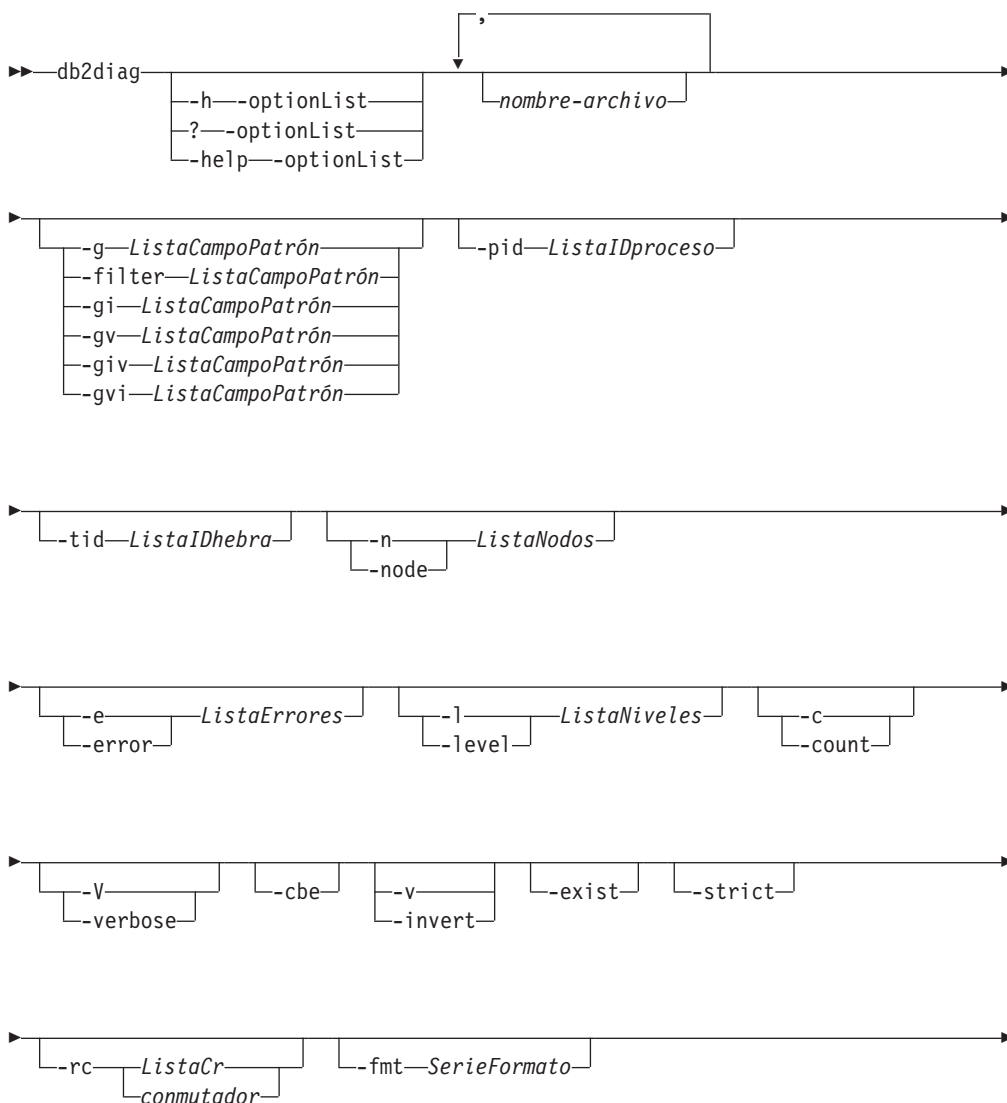 ,
db2diag
-h -optionList
nombre-archivo
? -optionList
-help -optionList
-g ListaCampoPatrón
-pid ListaIDproceso
-filter ListaCampoPatrón
-gi ListaCampoPatrón
-gv ListaCampoPatrón
-giv ListaCampoPatrón
-gvi ListaCampoPatrón
-tid ListaIDhebra
-n ListaNodos
-node
-e ListaErrores
-error
-l ListaNiveles
-level
-c
-count
-V
-verbose
-cbe
-v
-invert
-exist
-strict
-rc ListaCr
conmutador
-fmt SerieFormato